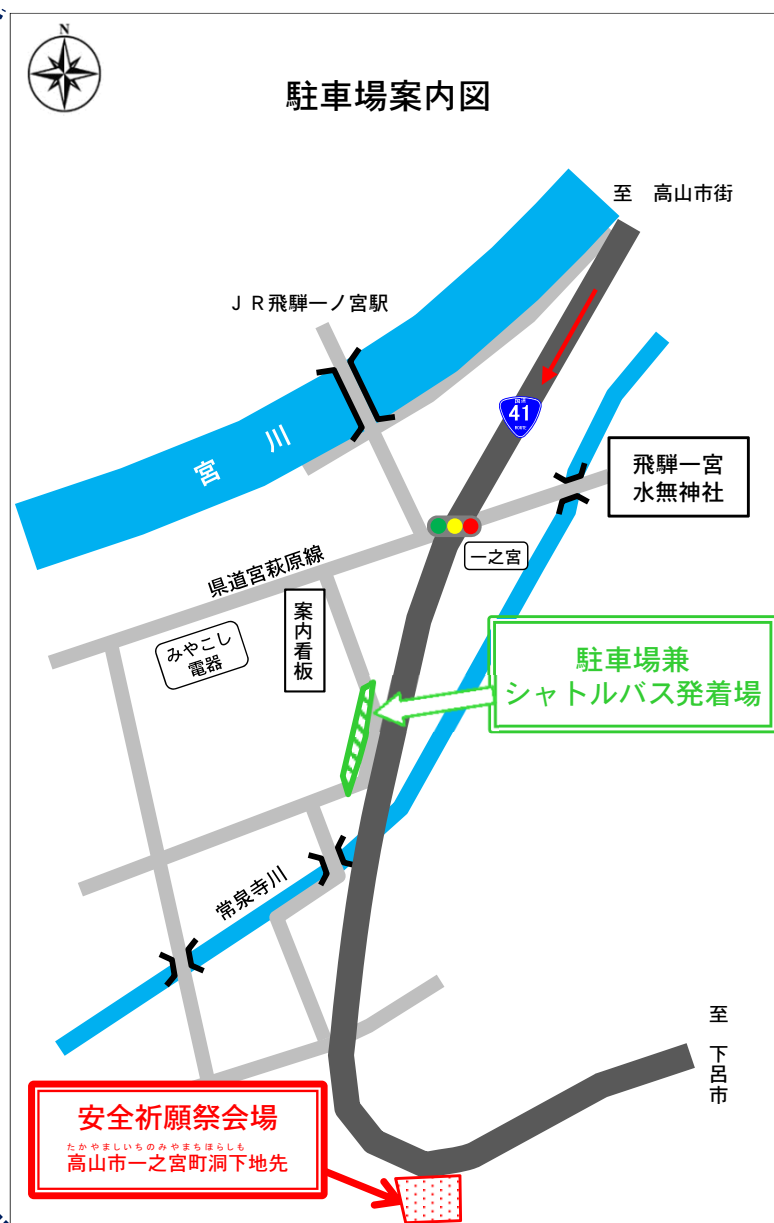 N
駐車場案内図
至　高山市街
ＪＲ飛騨一ノ宮駅
国道
41
ROUTE
宮　川
飛騨一宮
水無神社
一之宮
県道宮萩原線
案内看板
みやこし
電器
駐車場兼
シャトルバス発着場
常泉寺川
至　下呂市
安全祈願祭会場
たかやましいちのみやまちほらしも
高山市一之宮町洞下地先